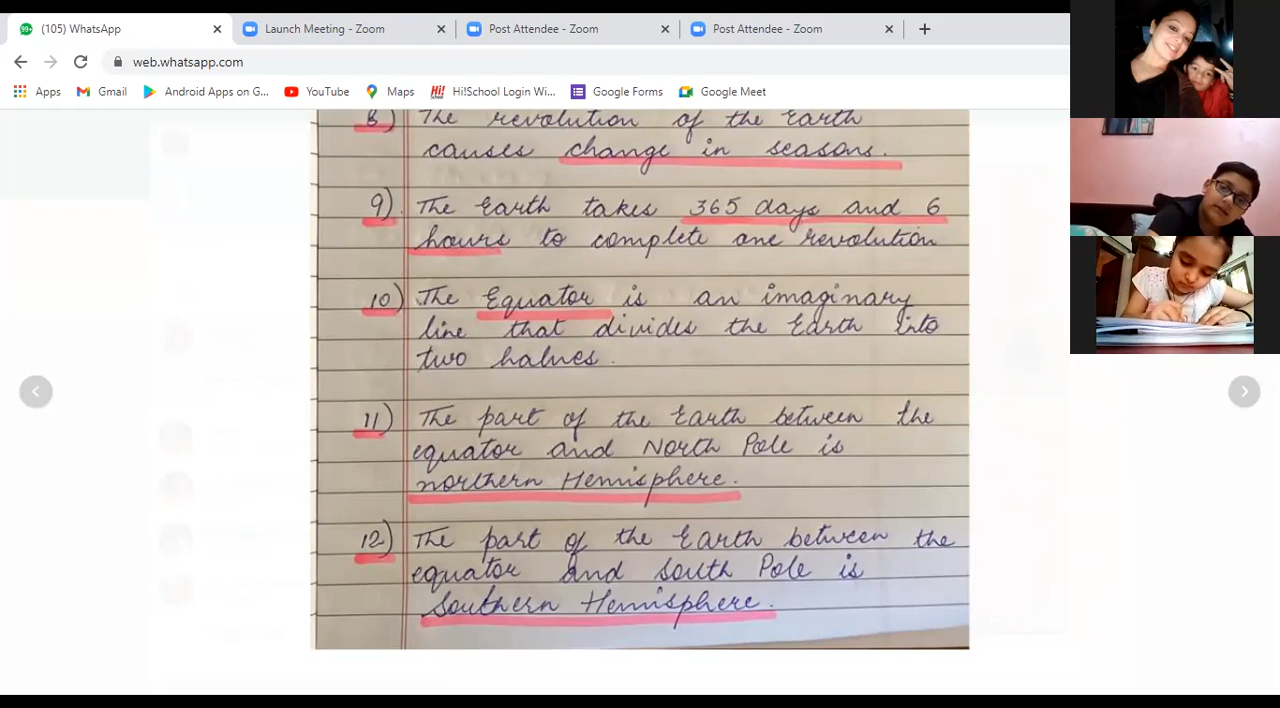 99+
(105) WhatsApp
Launch Meeting - Zoom
Post Attendee - Zoom
Post Attendee - Zoom
web.whatsapp.com
Apps
Gmail
Android Apps on G...
YouTube
Maps
Hi!
Hi!School Login Wi...
Google Forms
Google Meet
8) The revolution of the Earth
causes change in seasons.
9). The Earth takes 365 days and 6
hours to complete one revolution
10) The Equator is an imaginary
line that divides the Earth into
two halves.
11) The part of the Earth between the
equator and North Pole is
northern Hemisphere.
12) The part of the Earth between the
equator and south Pole is
Southern Hemisphere.